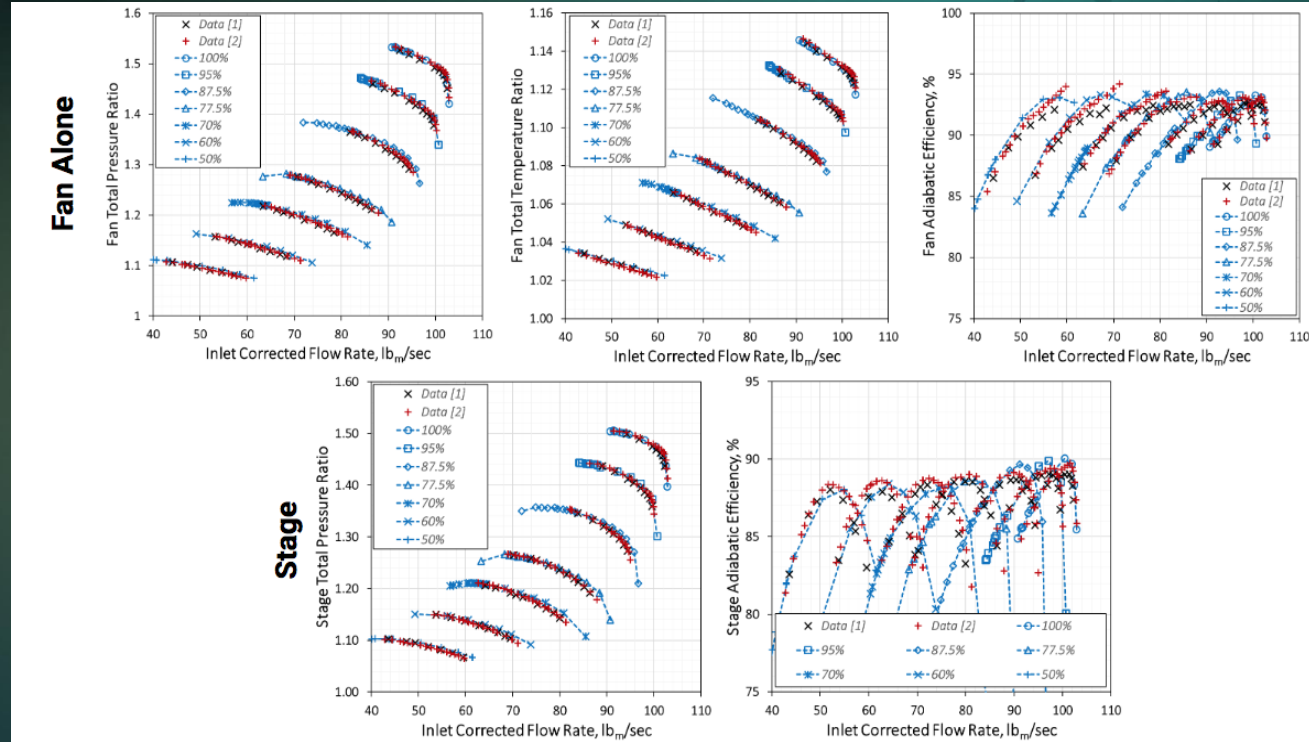 Fan Alone
Fan Total Pressure Ratio
1.6
1.5
1.4
1.3
1.2
1.1
1
Data [1]
Data [2]
100%
95%
87.5%
77.5%
70%
60%
50%
40 50 60 70 80 90 100 110
Inlet Corrected Flow Rate, lbm/sec
Fan Total Temperature Ratio
1.16
1.14
1.12
1.10
1.08
1.06
1.04
1.02
1.00
Data [1]
Data [2]
100%
95%
87.5%
77.5%
70%
60%
50%
40 50 60 70 80 90 100 110
Inlet Corrected Flow Rate, lbm/sec
Fan Adiabatic Efficiency, %
100
95
90
85
80
75
Data [1]
Data [2]
100%
95%
87.5%
77.5%
70%
60%
50%
40 50 60 70 80 90 100 110
Inlet Corrected Flow Rate, lbm/sec
Stage
Stage Total Pressure Ratio
1.60
1.50
1.40
1.30
1.20
1.10
1.00
Data [1]
Data [2]
100%
95%
87.5%
77.5%
70%
60%
50%
40 50 60 70 80 90 100 110
Inlet Corrected Flow Rate, lbm/sec
Stage Adiabatic Efficiency, %
95
90
85
80
75
Data [1] Data [2] 100%
95% 87.5% 77.5%
70% 60% 50%
40 50 60 70 80 90 100 110
Inlet Corrected Flow Rate, lbm/sec